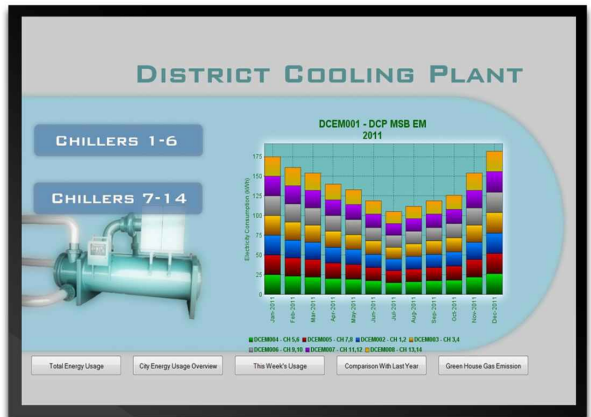 DISTRICT COOLING PLANT
CHILLERS 1-6
CHILLERS 7-14
DCEM001 - DCP MSB EM
2011
Electricity Consumption (kWh)
175
150
125
100
75
50
25
0
Jan-2011
Feb-2011
Mar-2011
Apr-2011
May-2011
Jun-2011
Jul-2011
Aug-2011
Sep-2011
Oct-2011
Nov-2011
Dec-2011
DCEM004 - CH 5,6 DCEM005 - CH 7,8 DCEM002 - CH 1,2 DCEM003 - CH 3,4
DCEM006 - CH 9,10 DCEM007 - CH 11,12 DCEM008 - CH 13,14
Total Energy Usage
City Energy Usage Overview
This Week's Usage
Comparison With Last Year
Green House Gas Emission